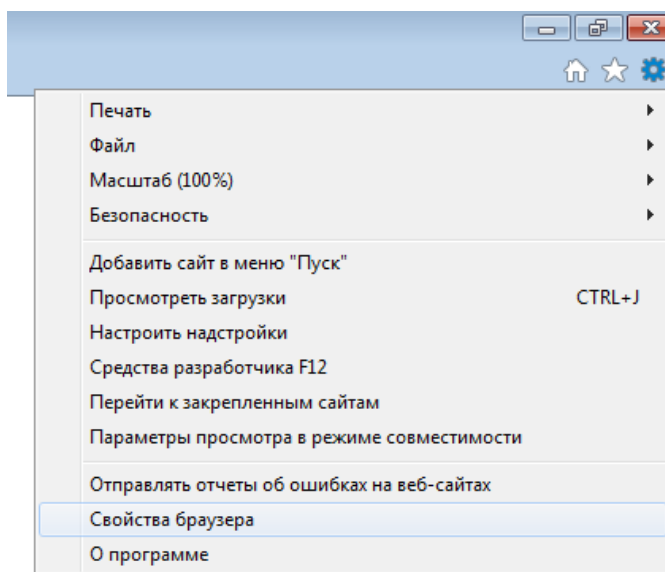 Печать
Файл
Масштаб (100%)
Безопасность
Добавить сайт в меню "Пуск"
Просмотреть загрузки CTRL+J
Настроить надстройки
Средства разработчика F12
Перейти к закрепленным сайтам
Параметры просмотра в режиме совместимости
Отправлять отчеты об ошибках на веб-сайтах
Свойства браузера
О программе